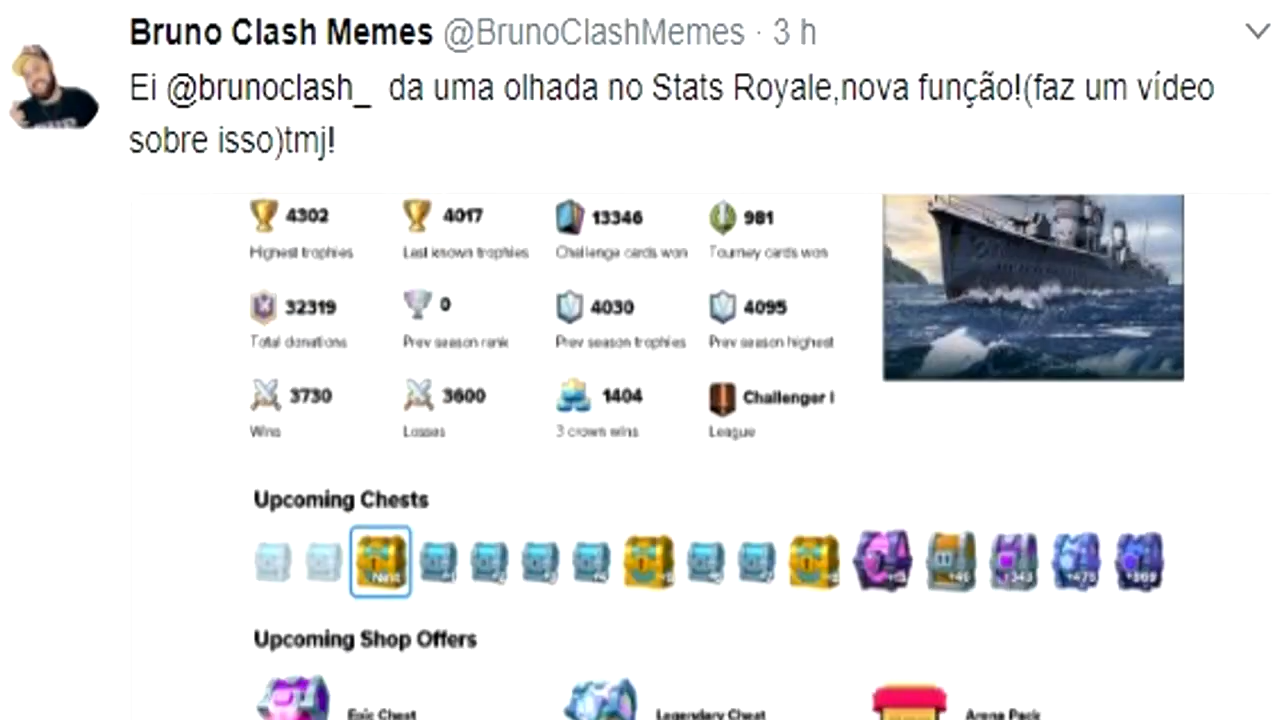 Bruno Clash Memes @BrunoClashMemes · 3 h
Ei @brunoclash_ da uma olhada no Stats Royale,nova função!(faz um vídeo
sobre isso)tmj!
4302 4017 13346 981
Highest trophies Last known trophies Challenge cards won Tourney cards won
32319 0 4030 4095
Total donations Prev season rank Prev season trophies Prev season highest
3730 3600 1404 Challenger I
Wins Losses 3 crown wins League
Upcoming Chests
Next
Upcoming Shop Offers
Epic Chest Legendary Chest Arena Pack